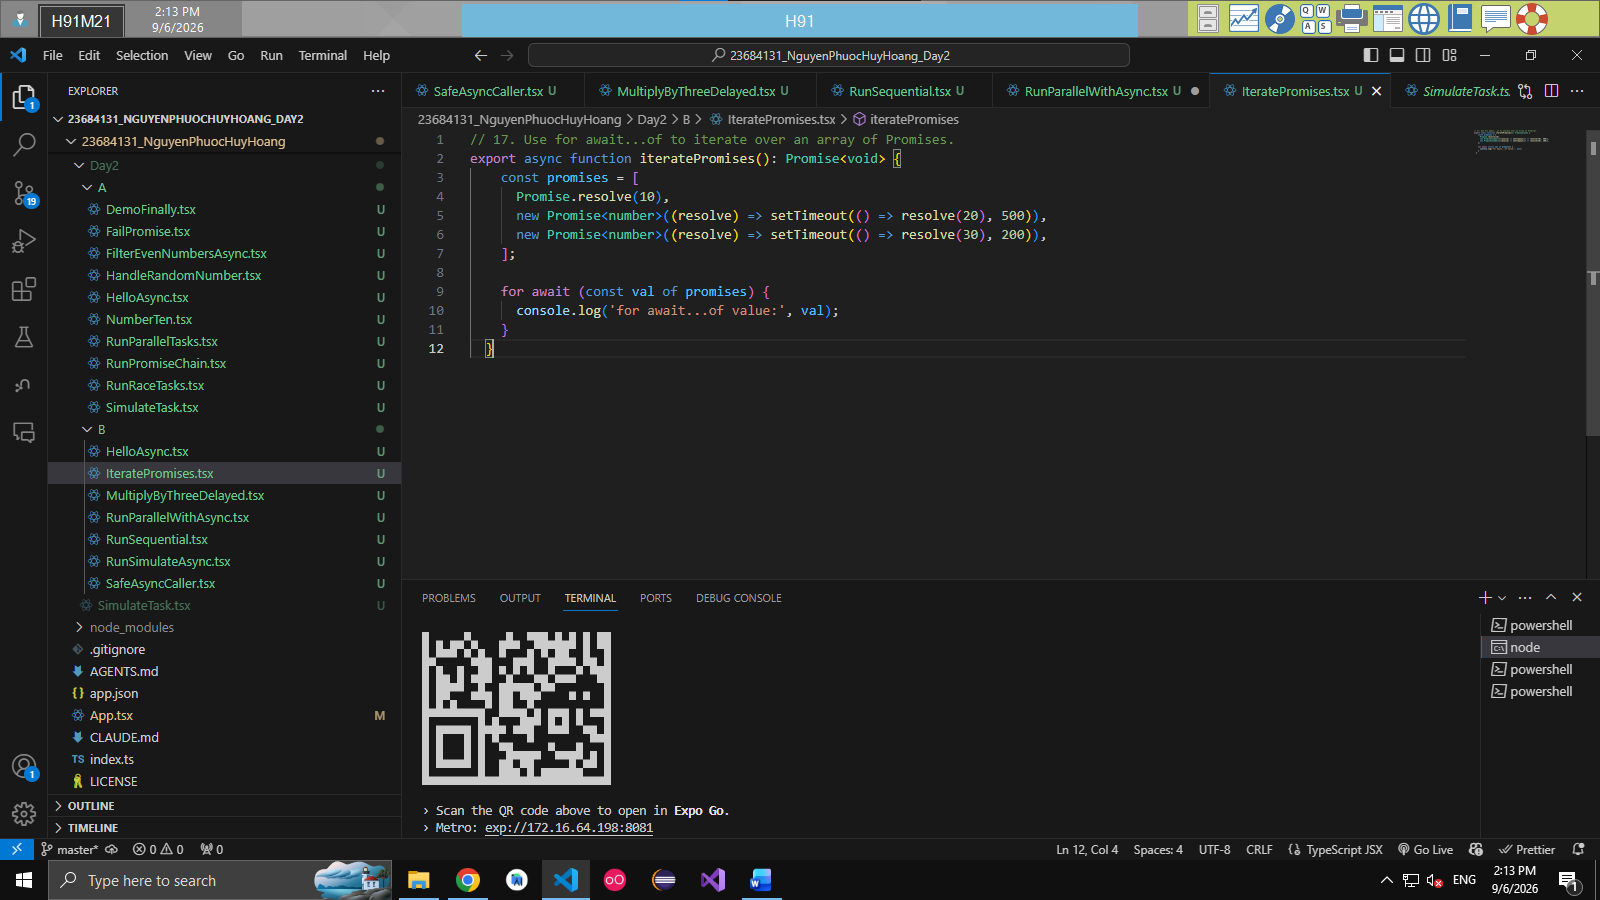 H91M21
2:13 PM
9/6/2026
H91
Q W
A S
File Edit Selection View Go Run Terminal Help
23684131_NguyenPhuocHuyHoang_Day2
EXPLORER
23684131_NGUYENPHUOCHUYHOANG_DAY2
23684131_NguyenPhuocHuyHoang
Day2
A
DemoFinally.tsx U
FailPromise.tsx U
FilterEvenNumbersAsync.tsx U
HandleRandomNumber.tsx U
HelloAsync.tsx U
NumberTen.tsx U
RunParallelTasks.tsx U
RunPromiseChain.tsx U
RunRaceTasks.tsx U
SimulateTask.tsx U
B
HelloAsync.tsx U
IteratePromises.tsx U
MultiplyByThreeDelayed.tsx U
RunParallelWithAsync.tsx U
RunSequential.tsx U
RunSimulateAsync.tsx U
SafeAsyncCaller.tsx U
SimulateTask.tsx U
node_modules
.gitignore
AGENTS.md
{} app.json
App.tsx M
CLAUDE.md
TS index.ts
LICENSE
OUTLINE
TIMELINE
1
19
1
SafeAsyncCaller.tsx U MultiplyByThreeDelayed.tsx U RunSequential.tsx U RunParallelWithAsync.tsx U IteratePromises.tsx U SimulateTask.ts
23684131_NguyenPhuocHuyHoang > Day2 > B > IteratePromises.tsx > iteratePromises
1 // 17. Use for await...of to iterate over an array of Promises.
2 export async function iteratePromises(): Promise<void> {
3 const promises = [
4 Promise.resolve(10),
5 new Promise<number>((resolve) => setTimeout(() => resolve(20), 500)),
6 new Promise<number>((resolve) => setTimeout(() => resolve(30), 200)),
7 ];
8
9 for await (const val of promises) {
10 console.log('for await...of value:', val);
11 }
12 }
PROBLEMS OUTPUT TERMINAL PORTS DEBUG CONSOLE
powershell
node
powershell
powershell
› Scan the QR code above to open in Expo Go.
› Metro: exp://172.16.64.198:8081
master* 0 0 0 Ln 12, Col 4 Spaces: 4 UTF-8 CRLF {} TypeScript JSX Go Live Prettier
Type here to search
ENG
2:13 PM
9/6/2026
1